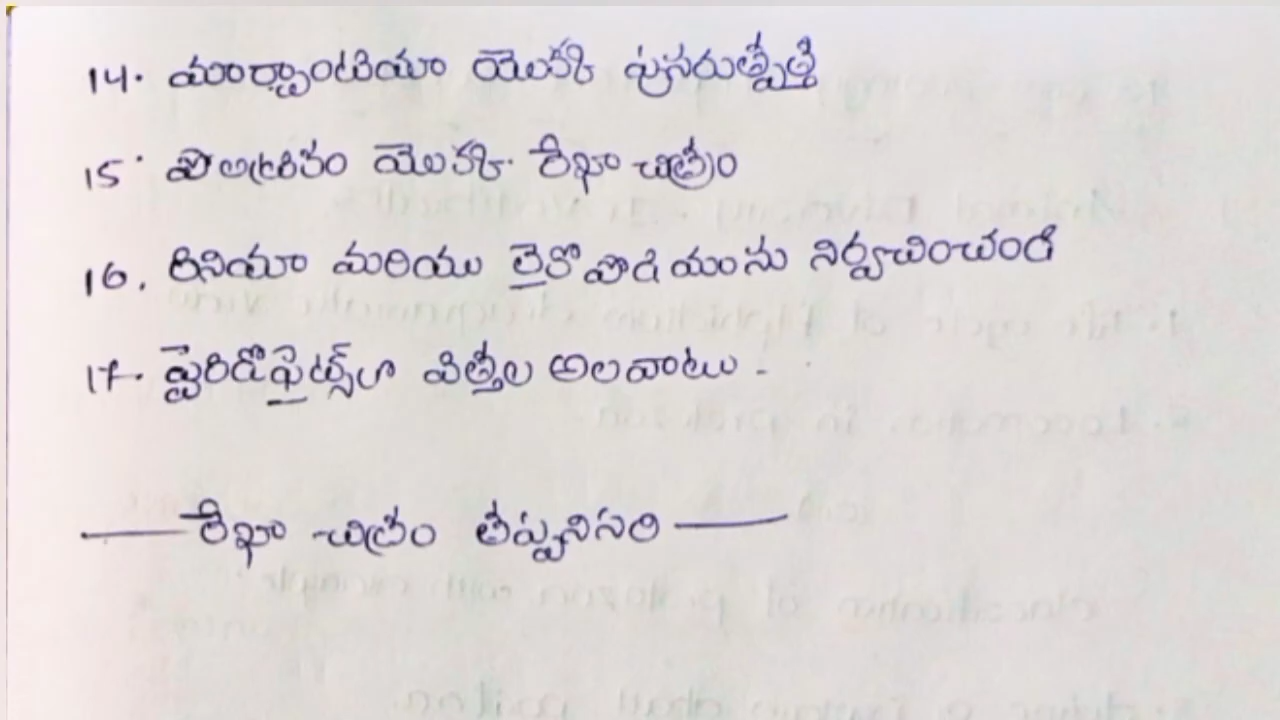 14. మార్ఖాంటియా యొక్క పునరుత్పత్తి
15. పాలిట్రైకం యొక్క రేఖా చిత్రం
16. రినియా మరియు లైకోపొడియంను నిర్వచించండి
17. ప్టెరిడోఫైట్స్‌లో విత్తీల అలవాటు.
రేఖా చిత్రం తప్పనిసరి